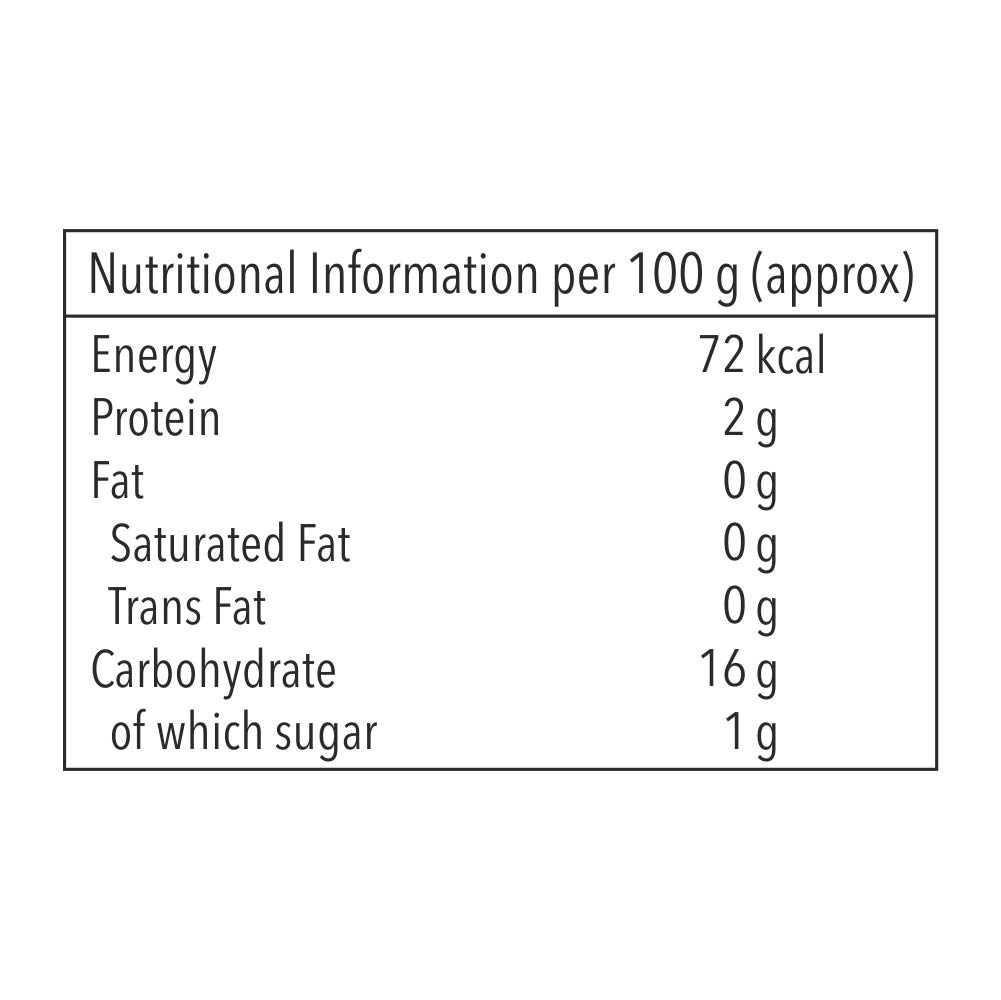 Nutritional Information per 100 g (approx)
Energy 72 kcal
Protein 2 g
Fat 0 g
Saturated Fat 0 g
Trans Fat 0 g
Carbohydrate 16 g
of which sugar 1 g